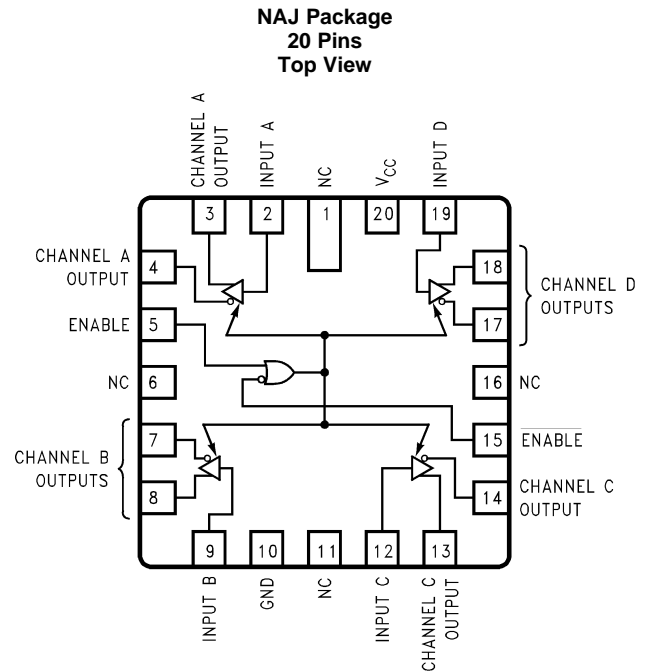 NAJ Package
20 Pins
Top View
CHANNEL A
OUTPUT
INPUT A
NC
VCC
INPUT D
3
2
1
20
19
CHANNEL A
OUTPUT
4
18
CHANNEL D
OUTPUTS
ENABLE
5
17
NC
6
16
NC
CHANNEL B
OUTPUTS
7
15
ENABLE
8
14
CHANNEL C
OUTPUT
9
10
11
12
13
INPUT B
GND
NC
INPUT C
CHANNEL C
OUTPUT